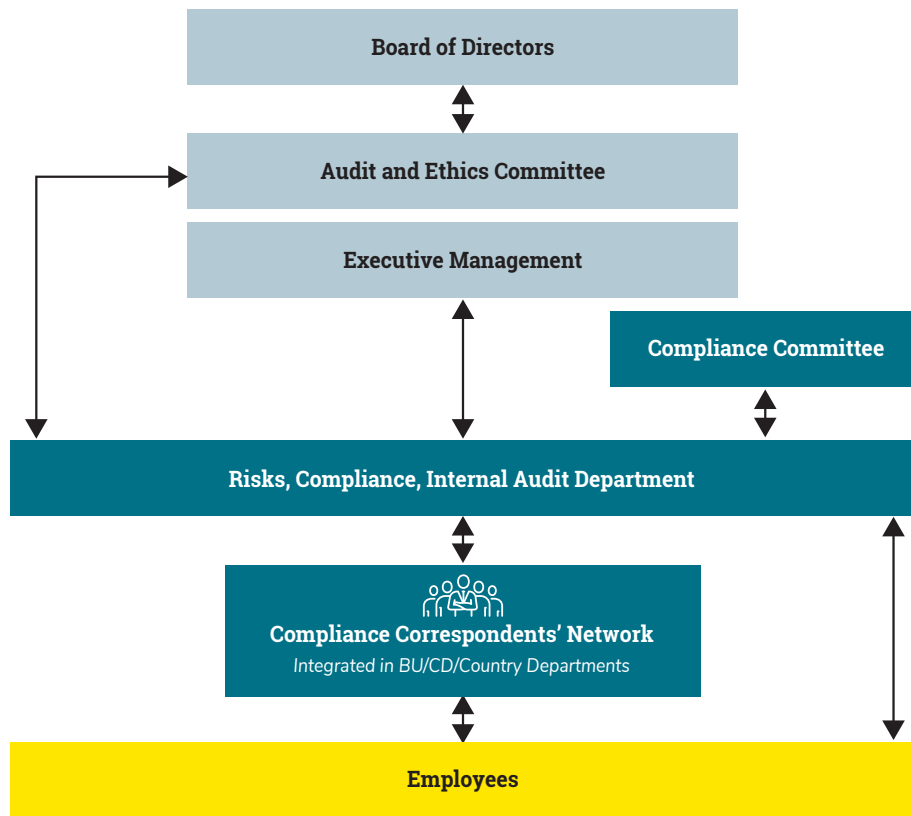 Board of Directors
Audit and Ethics Committee
Executive Management
Compliance Committee
Risks, Compliance, Internal Audit Department
Compliance Correspondents’ Network
Integrated in BU/CD/Country Departments
Employees